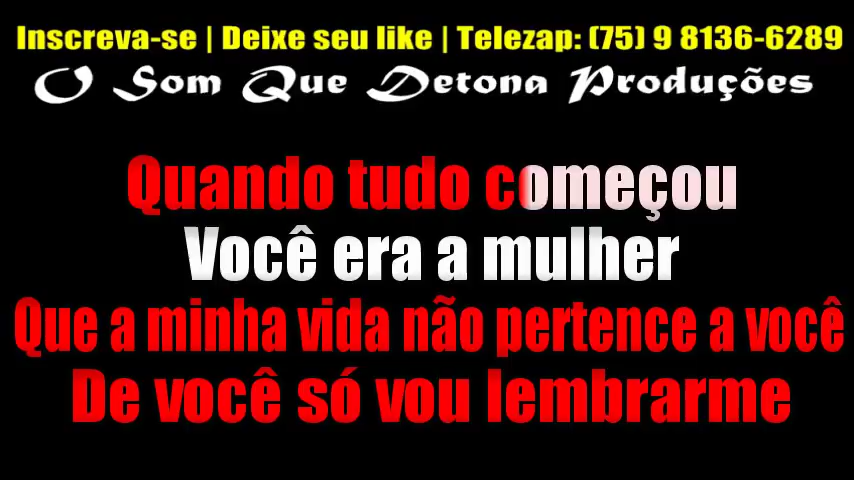 Inscreva-se | Deixe seu like | Telezap: (75) 9 8136-6289
O Som Que Detona Produções
Quando tudo começou
Você era a mulher
Que a minha vida não pertence a você
De você só vou lembrarme